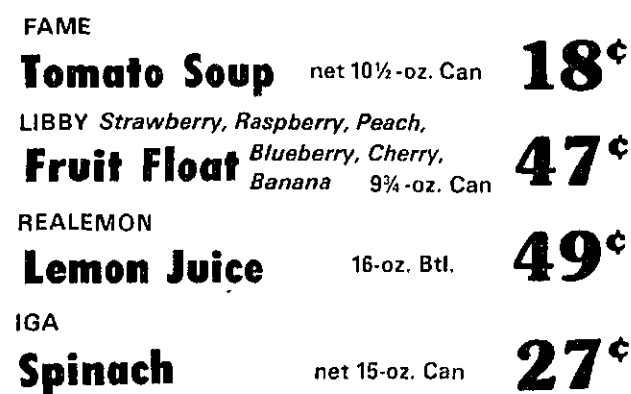 FAME
Tomato Soup net 10½-oz. Can 18¢
LIBBY Strawberry, Raspberry, Peach,
Fruit Float Blueberry, Cherry,
Banana 9¾-oz. Can 47¢
REALEMON
Lemon Juice 16-oz. Btl. 49¢
IGA
Spinach net 15-oz. Can 27¢